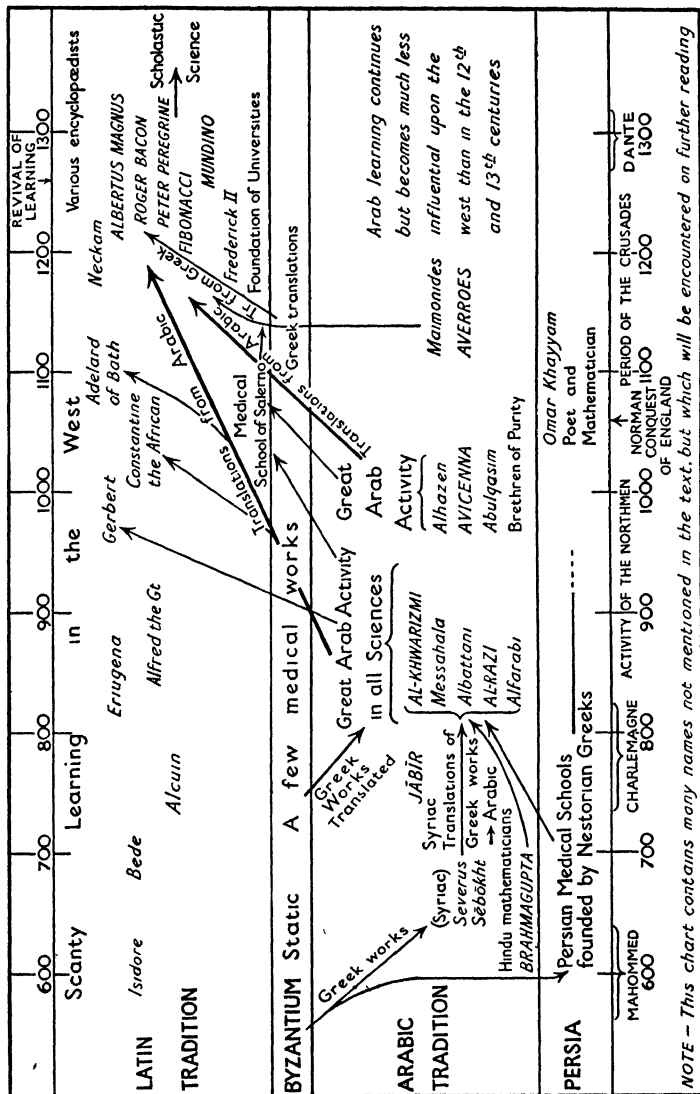 REVIVAL OF
LEARNING
600
700
800
900
1000
1100
1200
1300
Scanty Learning in the West
Various encyclopædists
LATIN
TRADITION
Isidore
Bede
Alcuin
Eriugena
Alfred the Gt
Gerbert
Constantine
the African
Adelard
of Bath
Neckam
ALBERTUS MAGNUS
ROGER BACON
PETER PEREGRINE
FIBONACCI
MUNDINO
Scholastic
Science
Frederick II
Foundation of Universities
Translations from Arabic
Tr from Greek
Medical
School of Salerno
BYZANTIUM Static A few medical works
Greek translations
Translations from Arabic
ARABIC
TRADITION
Greek works
(Syriac)
Severus
Sēbōkht
Hindu mathematicians
BRAHMAGUPTA
Greek
Works
Translated
JĀBĪR
Syriac
Translations of
Greek works
→ Arabic
Great Arab Activity
in all Sciences
AL-KHWARIZMI
Messahala
Albattani
AL-RAZI
Alfarabi
Great
Arab
Activity
Alhazen
AVICENNA
Abulqasim
Brethren of Purity
Maimonides
AVERROES
Arab learning continues
but becomes much less
influential upon the
west than in the 12th
and 13th centuries
PERSIA
Persian Medical Schools
founded by Nestorian Greeks
Omar Khayyam
Poet and
Mathematician
600
700
800
900
1000
1100
1200
1300
MAHOMMED
CHARLEMAGNE
ACTIVITY OF THE NORTHMEN
NORMAN
CONQUEST
OF ENGLAND
PERIOD OF THE CRUSADES
DANTE
NOTE – This chart contains many names not mentioned in the text, but which will be encountered on further reading